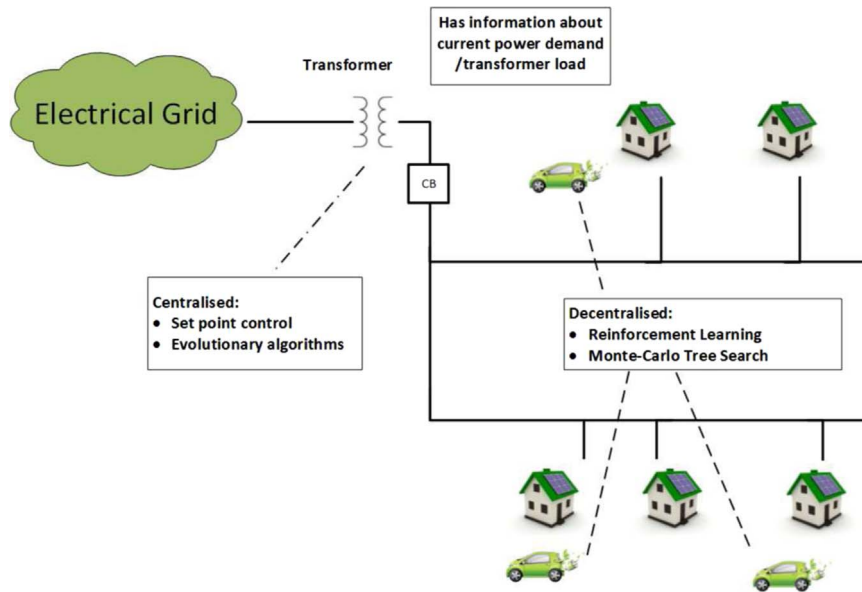 Has information about
current power demand
/transformer load
Transformer
Electrical Grid
CB
Centralised:
● Set point control
● Evolutionary algorithms
Decentralised:
● Reinforcement Learning
● Monte-Carlo Tree Search